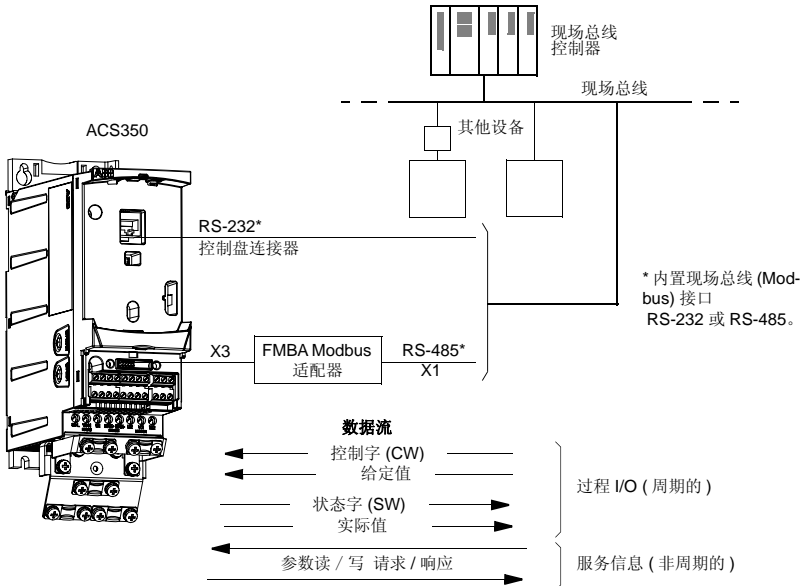 现场总线
控制器
现场总线
其他设备
ACS350
ABB
RS-232*
控制盘连接器
* 内置现场总线 (Mod-
bus) 接口
RS-232 或 RS-485。
X3
FMBA Modbus
适配器
RS-485*
X1
数据流
控制字 (CW)
给定值
过程 I/O ( 周期的 )
状态字 (SW)
实际值
参数读 / 写 请求 / 响应
服务信息 ( 非周期的 )